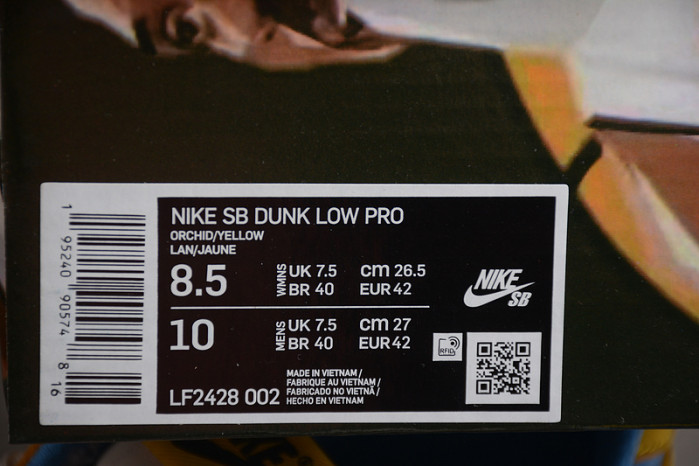 NIKE SB DUNK LOW PRO
ORCHID/YELLOW
LAN/JAUNE
8.5 WMNS UK 7.5 cm 26.5
BR 40 EUR 42
10 MENS UK 7.5 cm 27
BR 40 EUR 42
LF2428 002
MADE IN VIETNAM /
FABRIQUE AU VIETNAM /
FABRICADO NO VIETNÃ /
HECHO EN VIETNAM
NIKE
SB
RFID
1 95240 90574 8 16